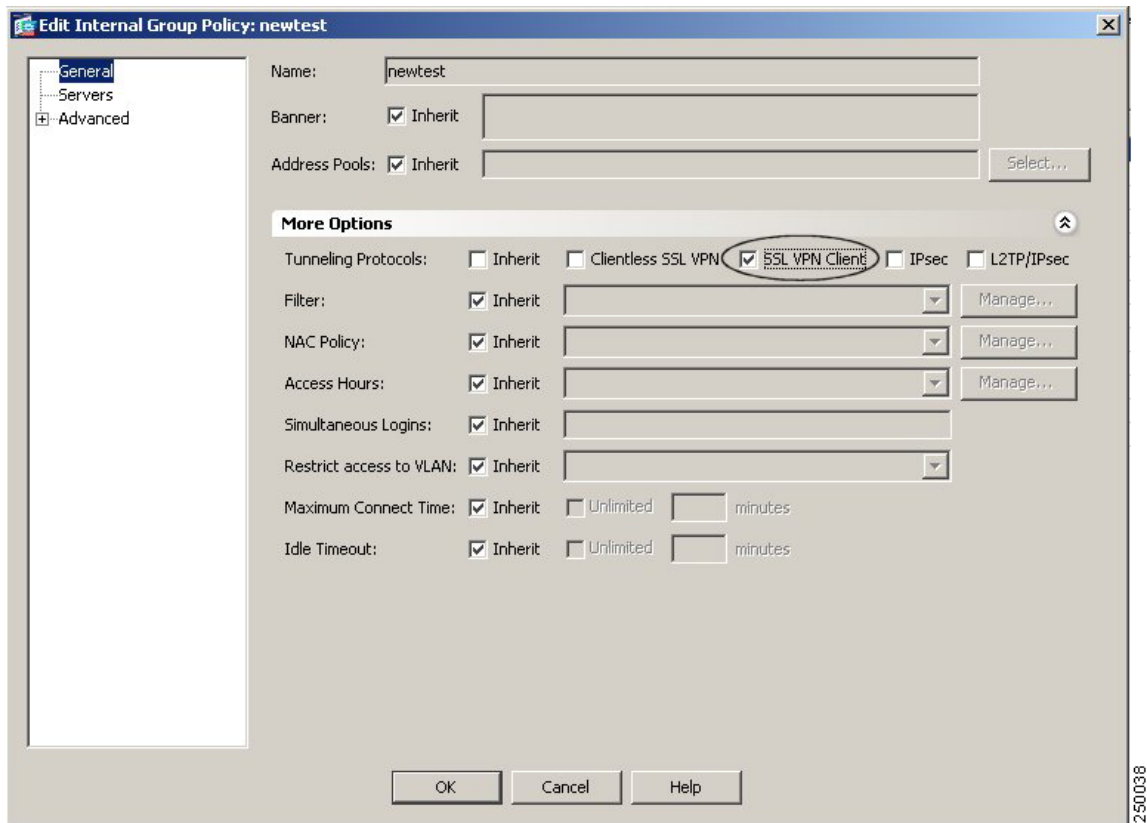 Edit Internal Group Policy: newtest
General
Servers
Advanced
Name: newtest
Banner: Inherit
Address Pools: Inherit Select...
More Options
Tunneling Protocols: Inherit Clientless SSL VPN SSL VPN Client IPsec L2TP/IPsec
Filter: Inherit Manage...
NAC Policy: Inherit Manage...
Access Hours: Inherit Manage...
Simultaneous Logins: Inherit
Restrict access to VLAN: Inherit
Maximum Connect Time: Inherit Unlimited minutes
Idle Timeout: Inherit Unlimited minutes
OK Cancel Help
250038